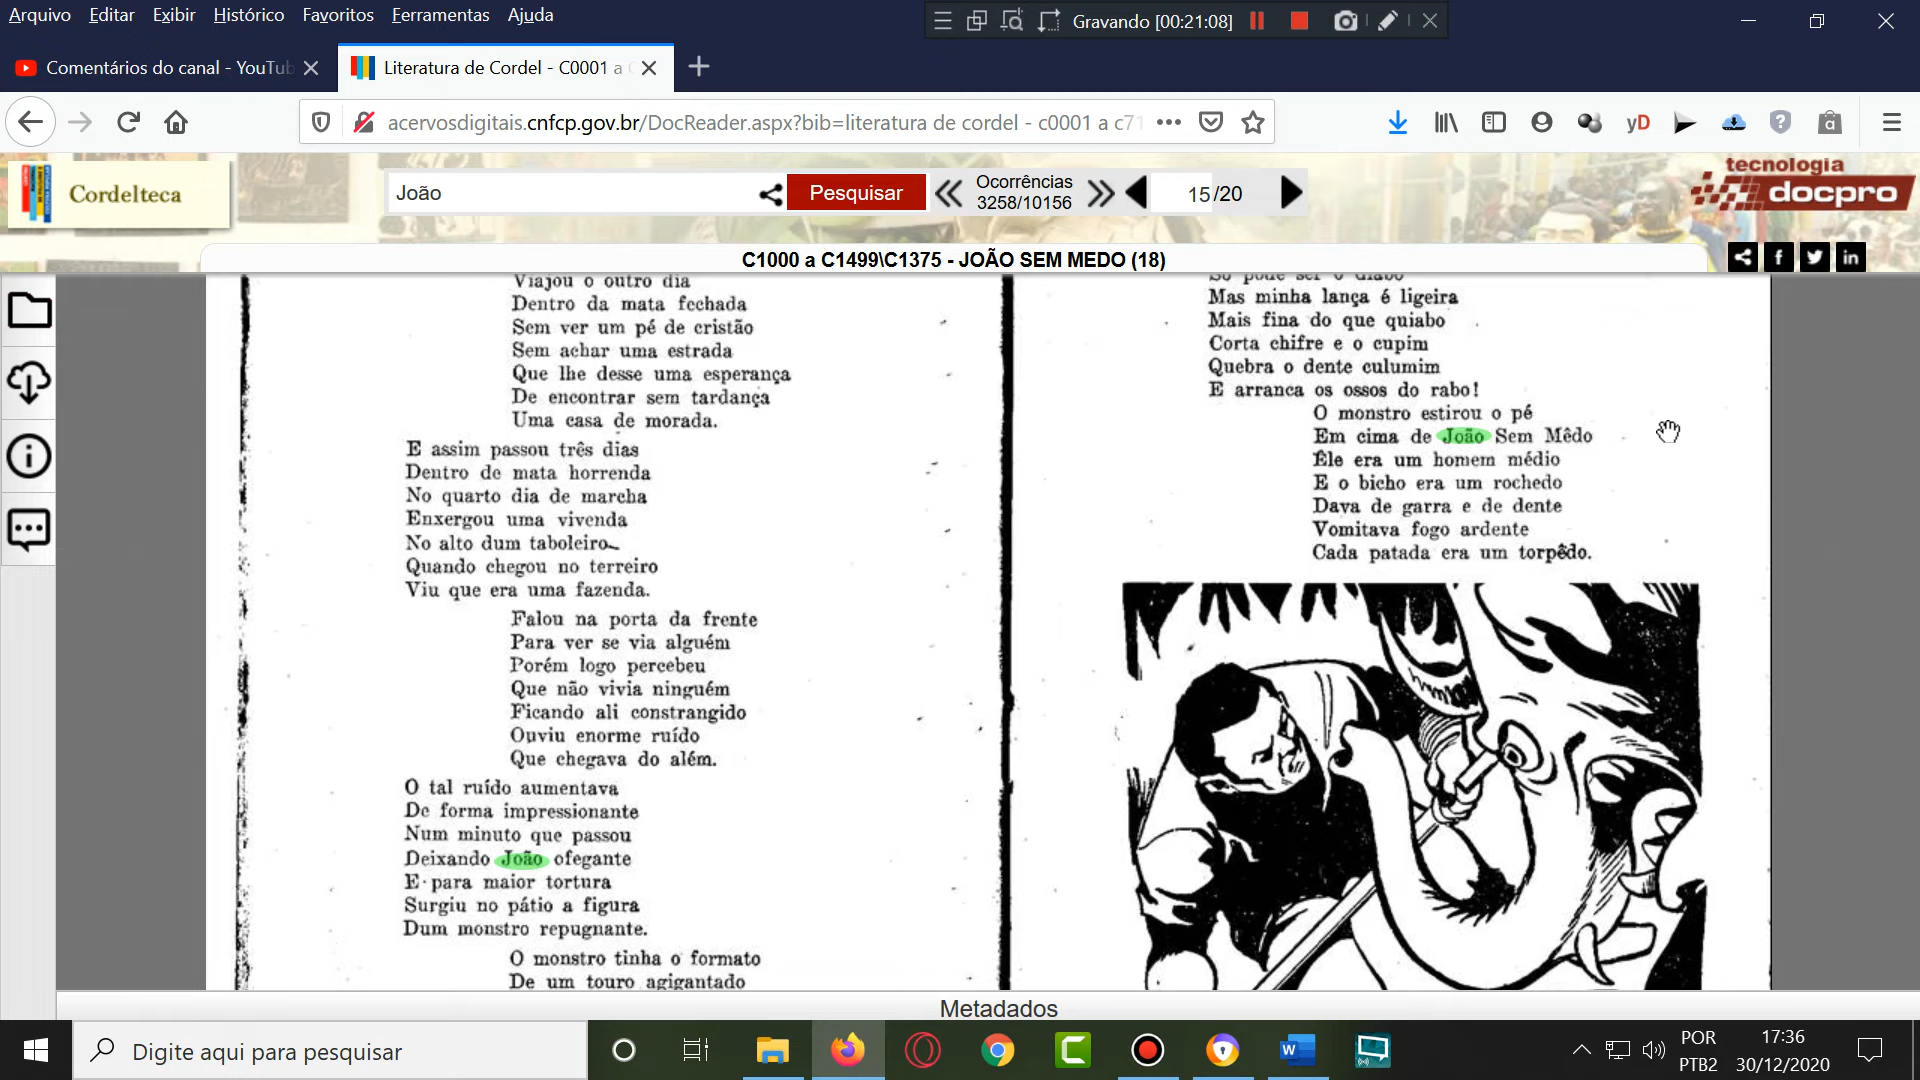 Arquivo Editar Exibir Histórico Favoritos Ferramentas Ajuda
Gravando [00:21:08]
Comentários do canal - YouTub
Literatura de Cordel - C0001 a
acervosdigitais.cnfcp.gov.br/DocReader.aspx?bib=literatura de cordel - c0001 a c71
yD
Cordelteca
João
Pesquisar
Ocorrências
3258/10156
15/20
tecnologia
docpro
C1000 a C1499\C1375 - JOÃO SEM MEDO (18)
Viajou o outro dia
Dentro da mata fechada
Sem ver um pé de cristão
Sem achar uma estrada
Que lhe desse uma esperança
De encontrar sem tardança
Uma casa de morada.
E assim passou três dias
Dentro de mata horrenda
No quarto dia de marcha
Enxergou uma vivenda
No alto dum taboleiro
Quando chegou no terreiro
Viu que era uma fazenda.
Falou na porta da frente
Para ver se via alguém
Porém logo percebeu
Que não vivia ninguém
Ficando ali constrangido
Ouviu enorme ruído
Que chegava do além.
O tal ruído aumentava
De forma impressionante
Num minuto que passou
Deixando João ofegante
E para maior tortura
Surgiu no pátio a figura
Dum monstro repugnante.
O monstro tinha o formato
De um touro agigantado
Só pode ser o diabo
Mas minha lança é ligeira
Mais fina do que quiabo
Corta chifre e o cupim
Quebra o dente culumim
E arranca os ossos do rabo!
O monstro estirou o pé
Em cima de João Sem Mêdo
Êle era um homem médio
E o bicho era um rochedo
Dava de garra e de dente
Vomitava fogo ardente
Cada patada era um torpêdo.
Metadados
Digite aqui para pesquisar
POR
PTB2
17:36
30/12/2020